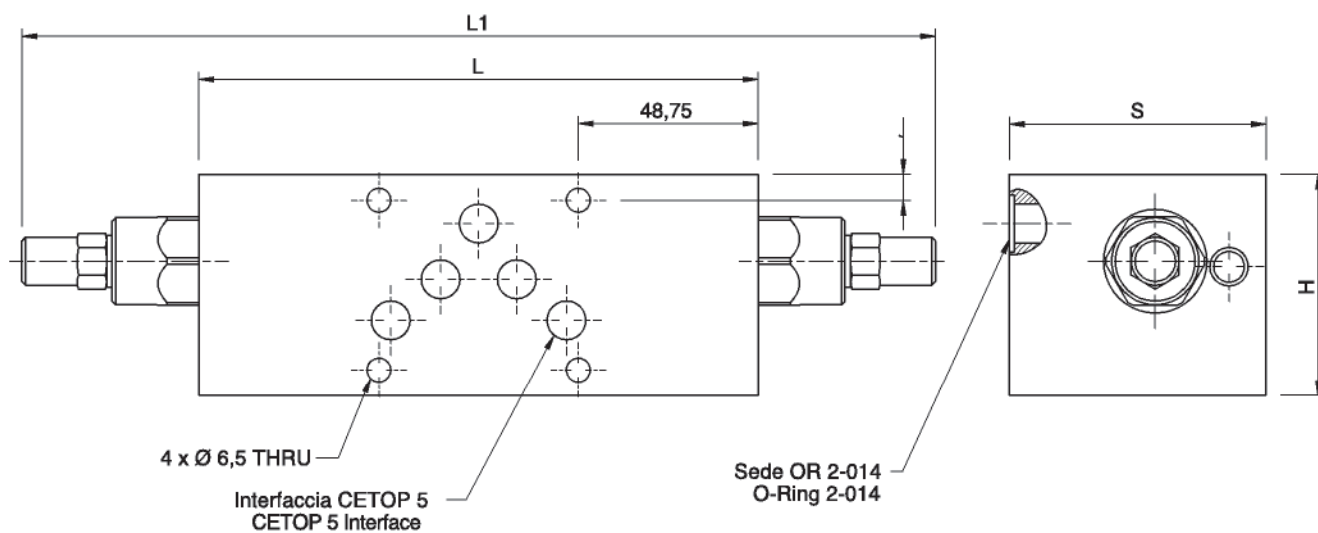 L1
L
48,75
S
H
4 x Ø 6,5 THRU
Interfaccia CETOP 5
CETOP 5 Interface
Sede OR 2-014
O-Ring 2-014